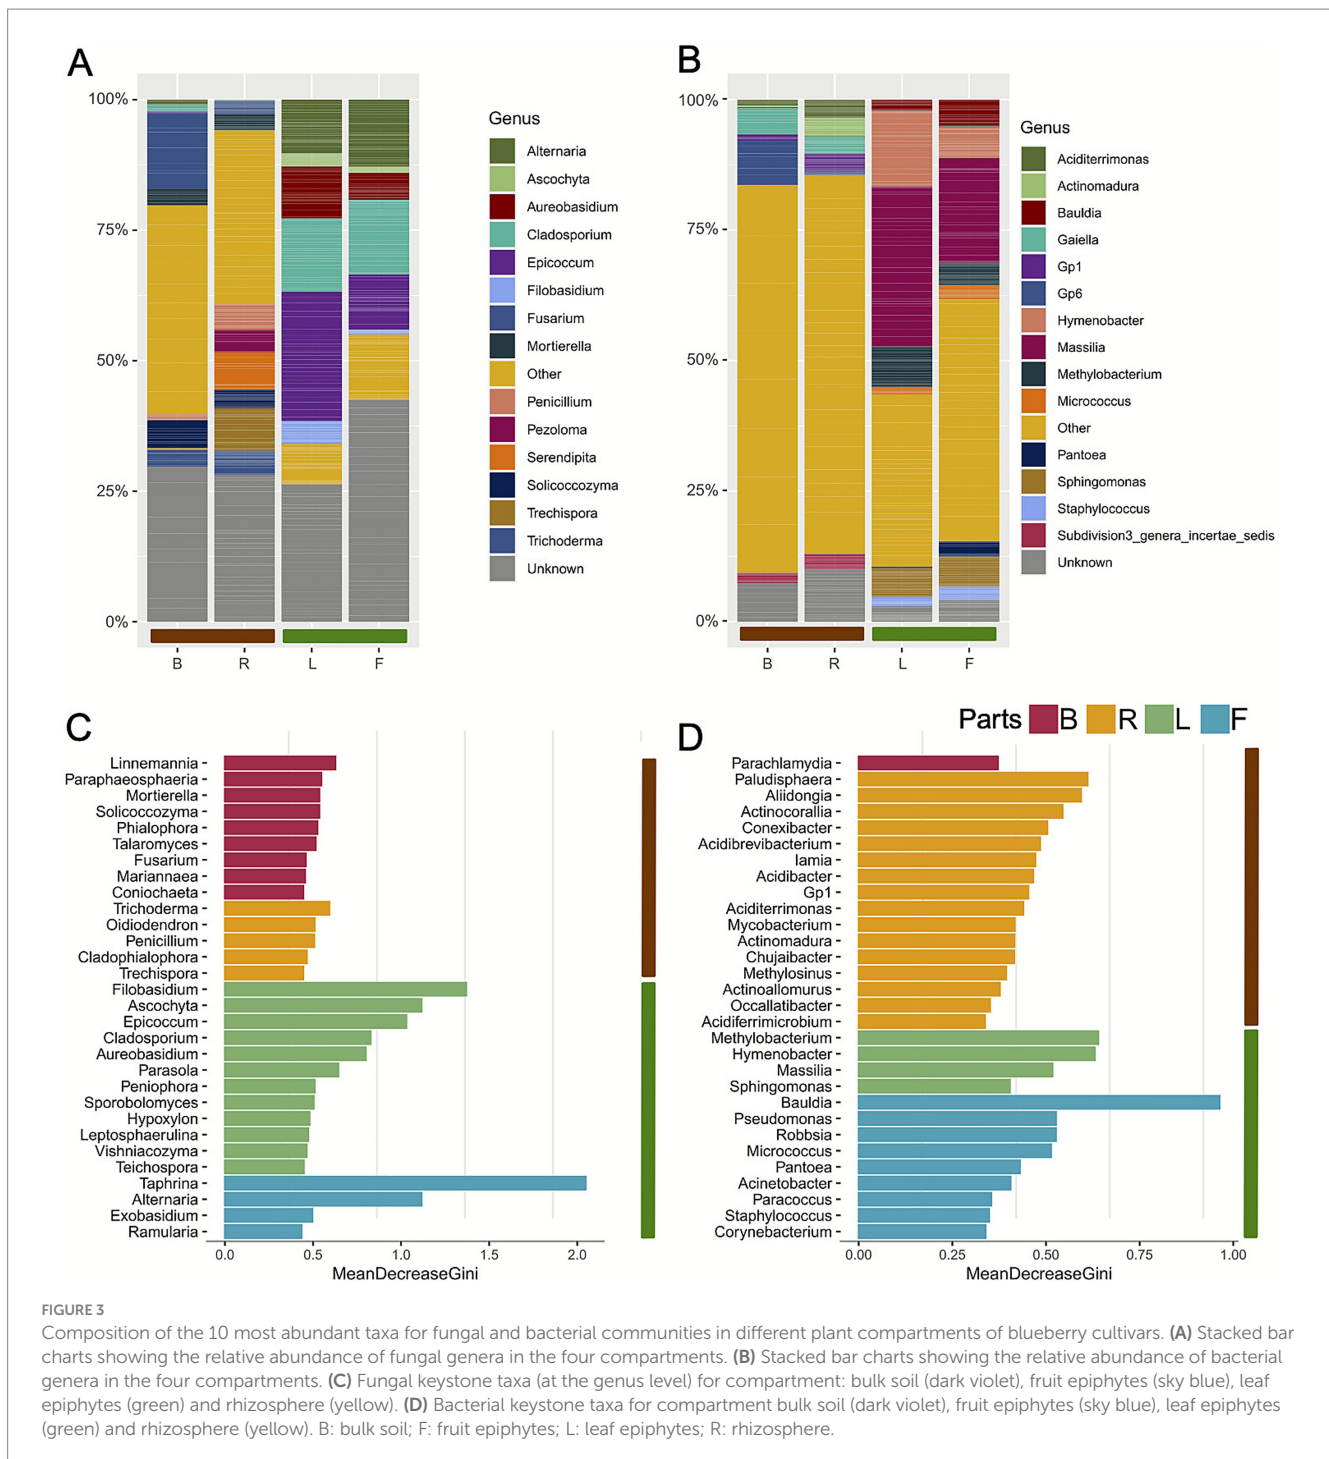 A
100%
75%
50%
25%
0%
B
R
L
F
Genus
Alternaria
Ascochyta
Aureobasidium
Cladosporium
Epicoccum
Filobasidium
Fusarium
Mortierella
Other
Penicillium
Pezoloma
Serendipita
Solicoccozyma
Trechispora
Trichoderma
Unknown
B
100%
75%
50%
25%
0%
B
R
L
F
Genus
Aciditerrimonas
Actinomadura
Bauldia
Gaiella
Gp1
Gp6
Hymenobacter
Massilia
Methylobacterium
Micrococcus
Other
Pantoea
Sphingomonas
Staphylococcus
Subdivision3_genera_incertae_sedis
Unknown
C
Linnemannia
Paraphaeosphaeria
Mortierella
Solicoccozyma
Phialophora
Talaromyces
Fusarium
Mariannaea
Coniochaeta
Trichoderma
Oidiodendron
Penicillium
Cladophialophora
Trechispora
Filobasidium
Ascochyta
Epicoccum
Cladosporium
Aureobasidium
Parasola
Peniophora
Sporobolomyces
Hypoxylon
Leptosphaerulina
Vishniacozyma
Teichospora
Taphrina
Alternaria
Exobasidium
Ramularia
0.0 0.5 1.0 1.5 2.0
MeanDecreaseGini
Parts B R L F
D
Parachlamydia
Paludisphaera
Aliidongia
Actinocorallia
Conexibacter
Acidibrevibacterium
Iamia
Acidibacter
Gp1
Aciditerrimonas
Mycobacterium
Actinomadura
Chujaibacter
Methylosinus
Actinoallomurus
Occallatibacter
Acidiferrimicrobium
Methylobacterium
Hymenobacter
Massilia
Sphingomonas
Bauldia
Pseudomonas
Robbsia
Micrococcus
Pantoea
Acinetobacter
Paracoccus
Staphylococcus
Corynebacterium
0.00 0.25 0.50 0.75 1.00
MeanDecreaseGini
FIGURE 3
Composition of the 10 most abundant taxa for fungal and bacterial communities in different plant compartments of blueberry cultivars. (A) Stacked bar
charts showing the relative abundance of fungal genera in the four compartments. (B) Stacked bar charts showing the relative abundance of bacterial
genera in the four compartments. (C) Fungal keystone taxa (at the genus level) for compartment: bulk soil (dark violet), fruit epiphytes (sky blue), leaf
epiphytes (green) and rhizosphere (yellow). (D) Bacterial keystone taxa for compartment bulk soil (dark violet), fruit epiphytes (sky blue), leaf epiphytes
(green) and rhizosphere (yellow). B: bulk soil; F: fruit epiphytes; L: leaf epiphytes; R: rhizosphere.